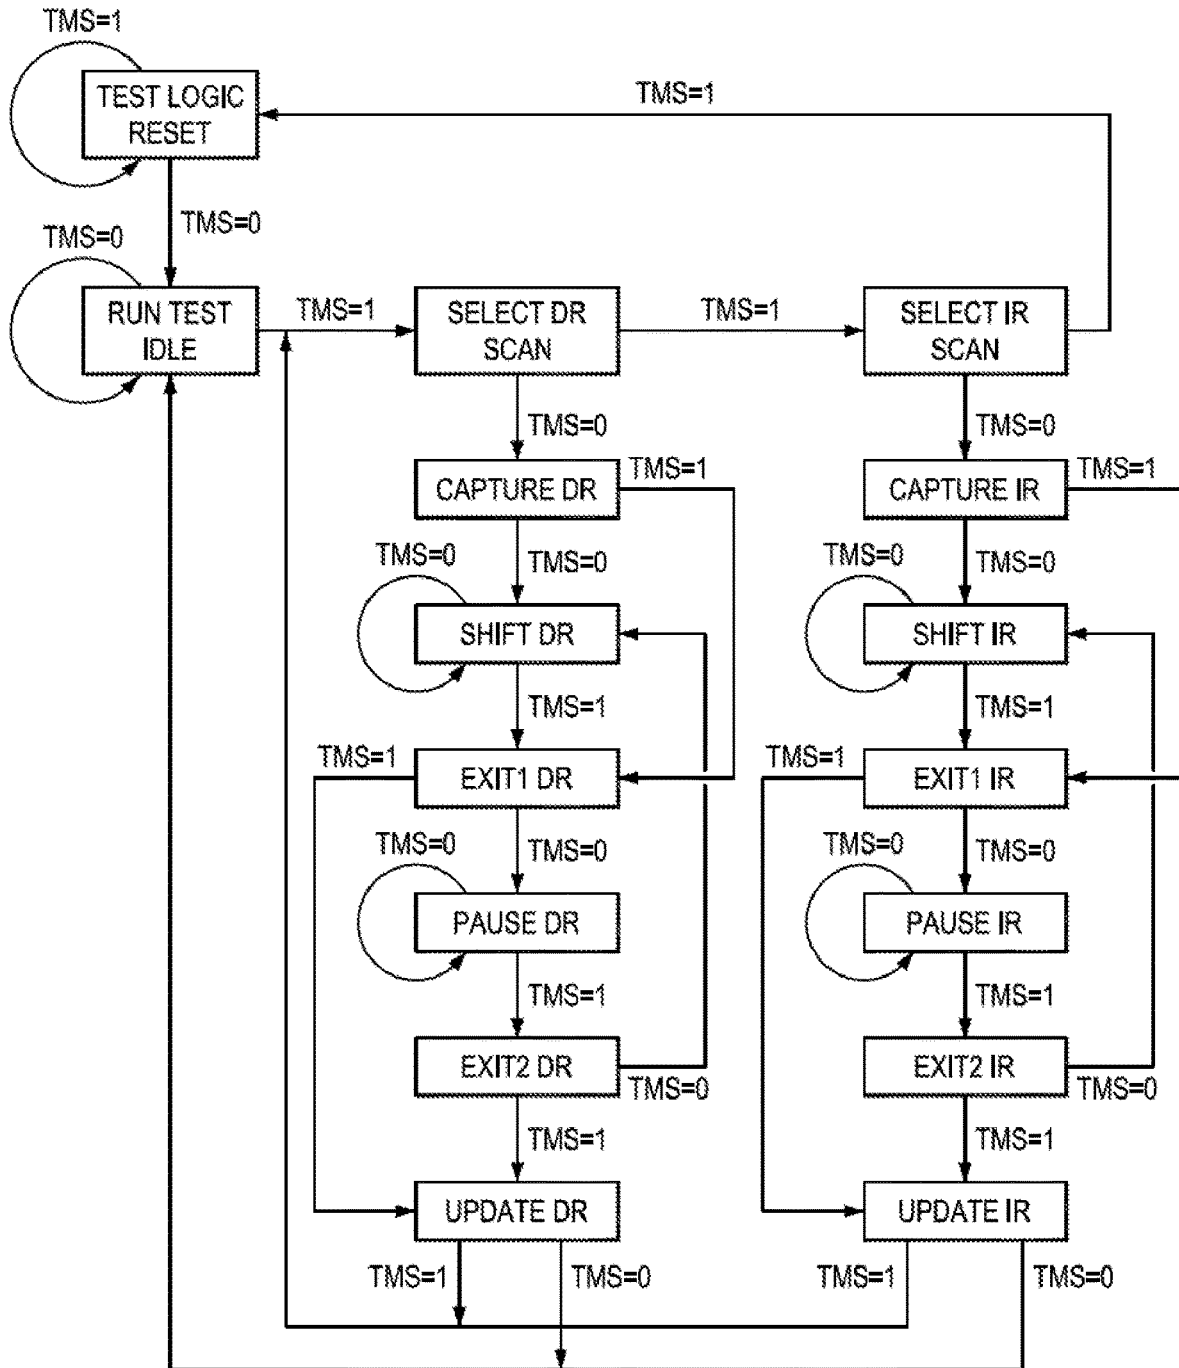 TMS=1
TEST LOGIC
RESET
TMS=1
TMS=0
TMS=0
RUN TEST
IDLE
TMS=1
SELECT DR
SCAN
TMS=1
SELECT IR
SCAN
TMS=0
TMS=0
CAPTURE DR
TMS=1
CAPTURE IR
TMS=1
TMS=0
TMS=0
TMS=0
TMS=0
SHIFT DR
SHIFT IR
TMS=1
TMS=1
TMS=1
EXIT1 DR
TMS=1
EXIT1 IR
TMS=0
TMS=0
TMS=0
TMS=0
PAUSE DR
PAUSE IR
TMS=1
TMS=1
EXIT2 DR
TMS=0
EXIT2 IR
TMS=0
TMS=1
TMS=1
UPDATE DR
UPDATE IR
TMS=1
TMS=0
TMS=1
TMS=0